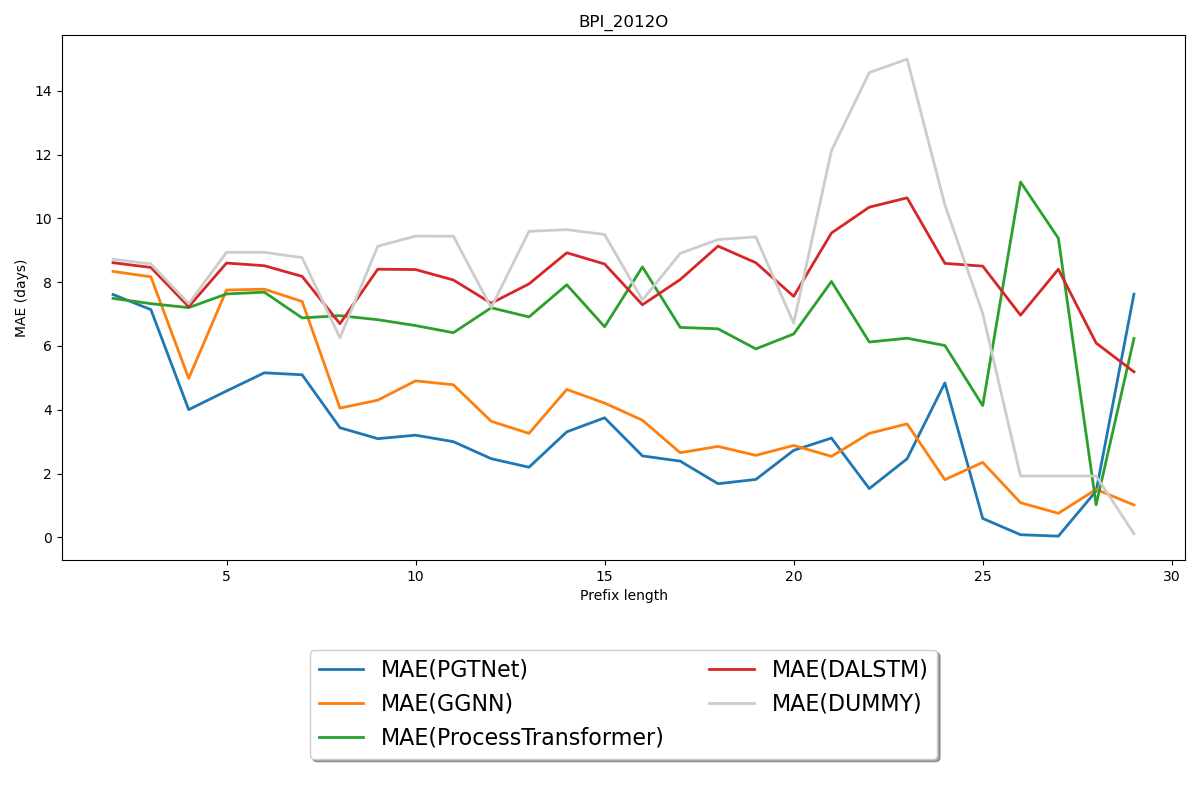 BPI_2012O
MAE (days)
14
12
10
8
6
4
2
0
5
10
15
20
25
30
Prefix length
MAE(PGTNet)
MAE(GGNN)
MAE(ProcessTransformer)
MAE(DALSTM)
MAE(DUMMY)